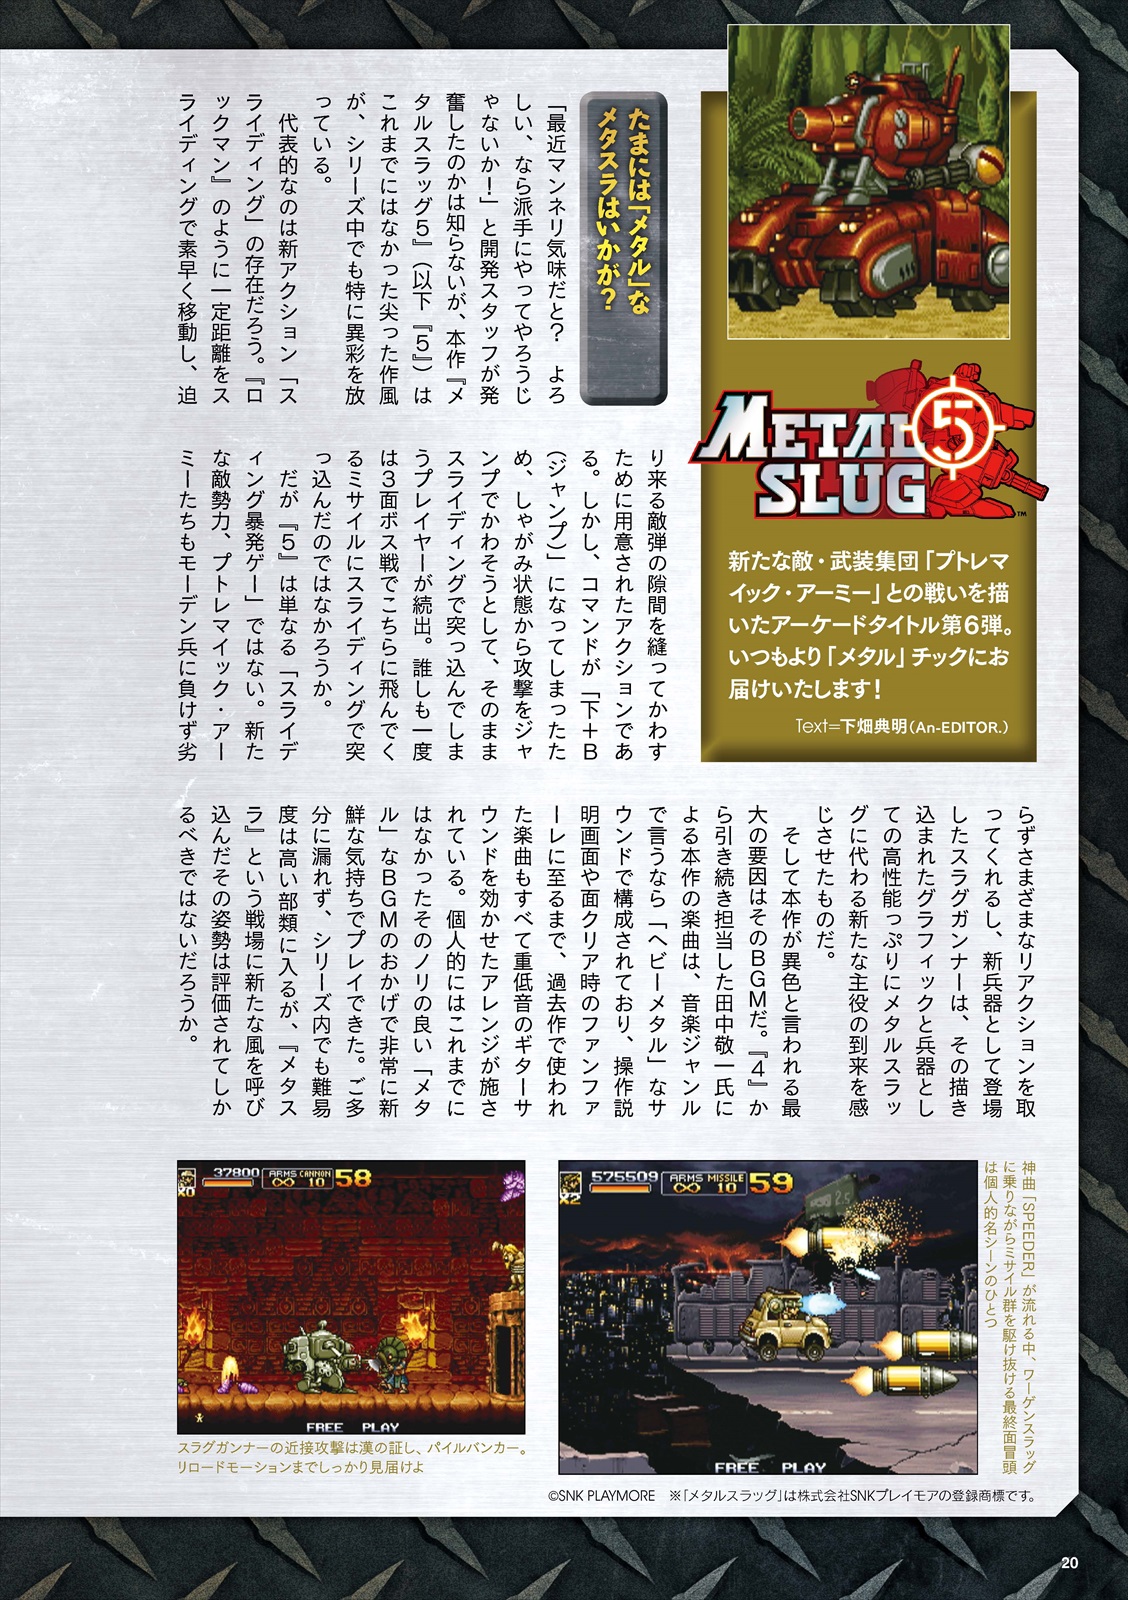 METAL
SLUG
5
™
新たな敵・武装集団「プトレマ
イック・アーミー」との戦いを描
いたアーケードタイトル第6弾。
いつもより「メタル」チックにお
届けいたします!
Text=下畑典明(An-EDITOR.)
たまには「メタル」な
メタスラはいかが?
「最近マンネリ気味だと? よろ
しい、なら派手にやってやろうじ
ゃないか!」と開発スタッフが発
奮したのかは知らないが、本作『メ
タルスラッグ5』(以下『5』)は
これまでにはなかった尖った作風
が、シリーズ中でも特に異彩を放
っている。
代表的なのは新アクション「ス
ライディング」の存在だろう。『ロ
ックマン』のように一定距離をス
ライディングで素早く移動し、迫
り来る敵弾の隙間を縫ってかわす
ために用意されたアクションであ
る。しかし、コマンドが「下+B
(ジャンプ)」になってしまったた
め、しゃがみ状態から攻撃をジャ
ンプでかわそうとして、そのまま
スライディングで突っ込んでしま
うプレイヤーが続出。誰しも一度
は3面ボス戦でこちらに飛んでく
るミサイルにスライディングで突
っ込んだのではなかろうか。
だが『5』は単なる「スライデ
ィング暴発ゲー」ではない。新た
な敵勢力、プトレマイック・アー
ミーたちもモーデン兵に負けず劣
らずさまざまなリアクションを取
ってくれるし、新兵器として登場
したスラグガンナーは、その描き
込まれたグラフィックと兵器とし
ての高性能っぷりにメタルスラッ
グに代わる新たな主役の到来を感
じさせたものだ。
そして本作が異色と言われる最
大の要因はそのBGMだ。『4』か
ら引き続き担当した田中敬一氏に
よる本作の楽曲は、音楽ジャンル
で言うなら「ヘビーメタル」なサ
ウンドで構成されており、操作説
明画面や面クリア時のファンファ
ーレに至るまで、過去作で使われ
た楽曲もすべて重低音のギターサ
ウンドを効かせたアレンジが施さ
れている。個人的にはこれまでに
はなかったそのノリの良い「メタ
ル」なBGMのおかげで非常に新
鮮な気持ちでプレイできた。ご多
分に漏れず、シリーズ内でも難易
度は高い部類に入るが、『メタス
ラ』という戦場に新たな風を呼び
込んだその姿勢は評価されてしか
るべきではないだろうか。
575509 ARMS MISSILE 59
X2 ∞ 10
FREE PLAY
神曲「SPEEDER」が流れる中、ワーゲンスラッグ
に乗りながらミサイル群を駆け抜ける最終面冒頭
は個人的名シーンのひとつ
37800 ARMS CANNON 58
X0 ∞ 10
FREE PLAY
スラグガンナーの近接攻撃は漢の証し、パイルバンカー。
リロードモーションまでしっかり見届けよ
©SNK PLAYMORE ※「メタルスラッグ」は株式会社SNKプレイモアの登録商標です。
20